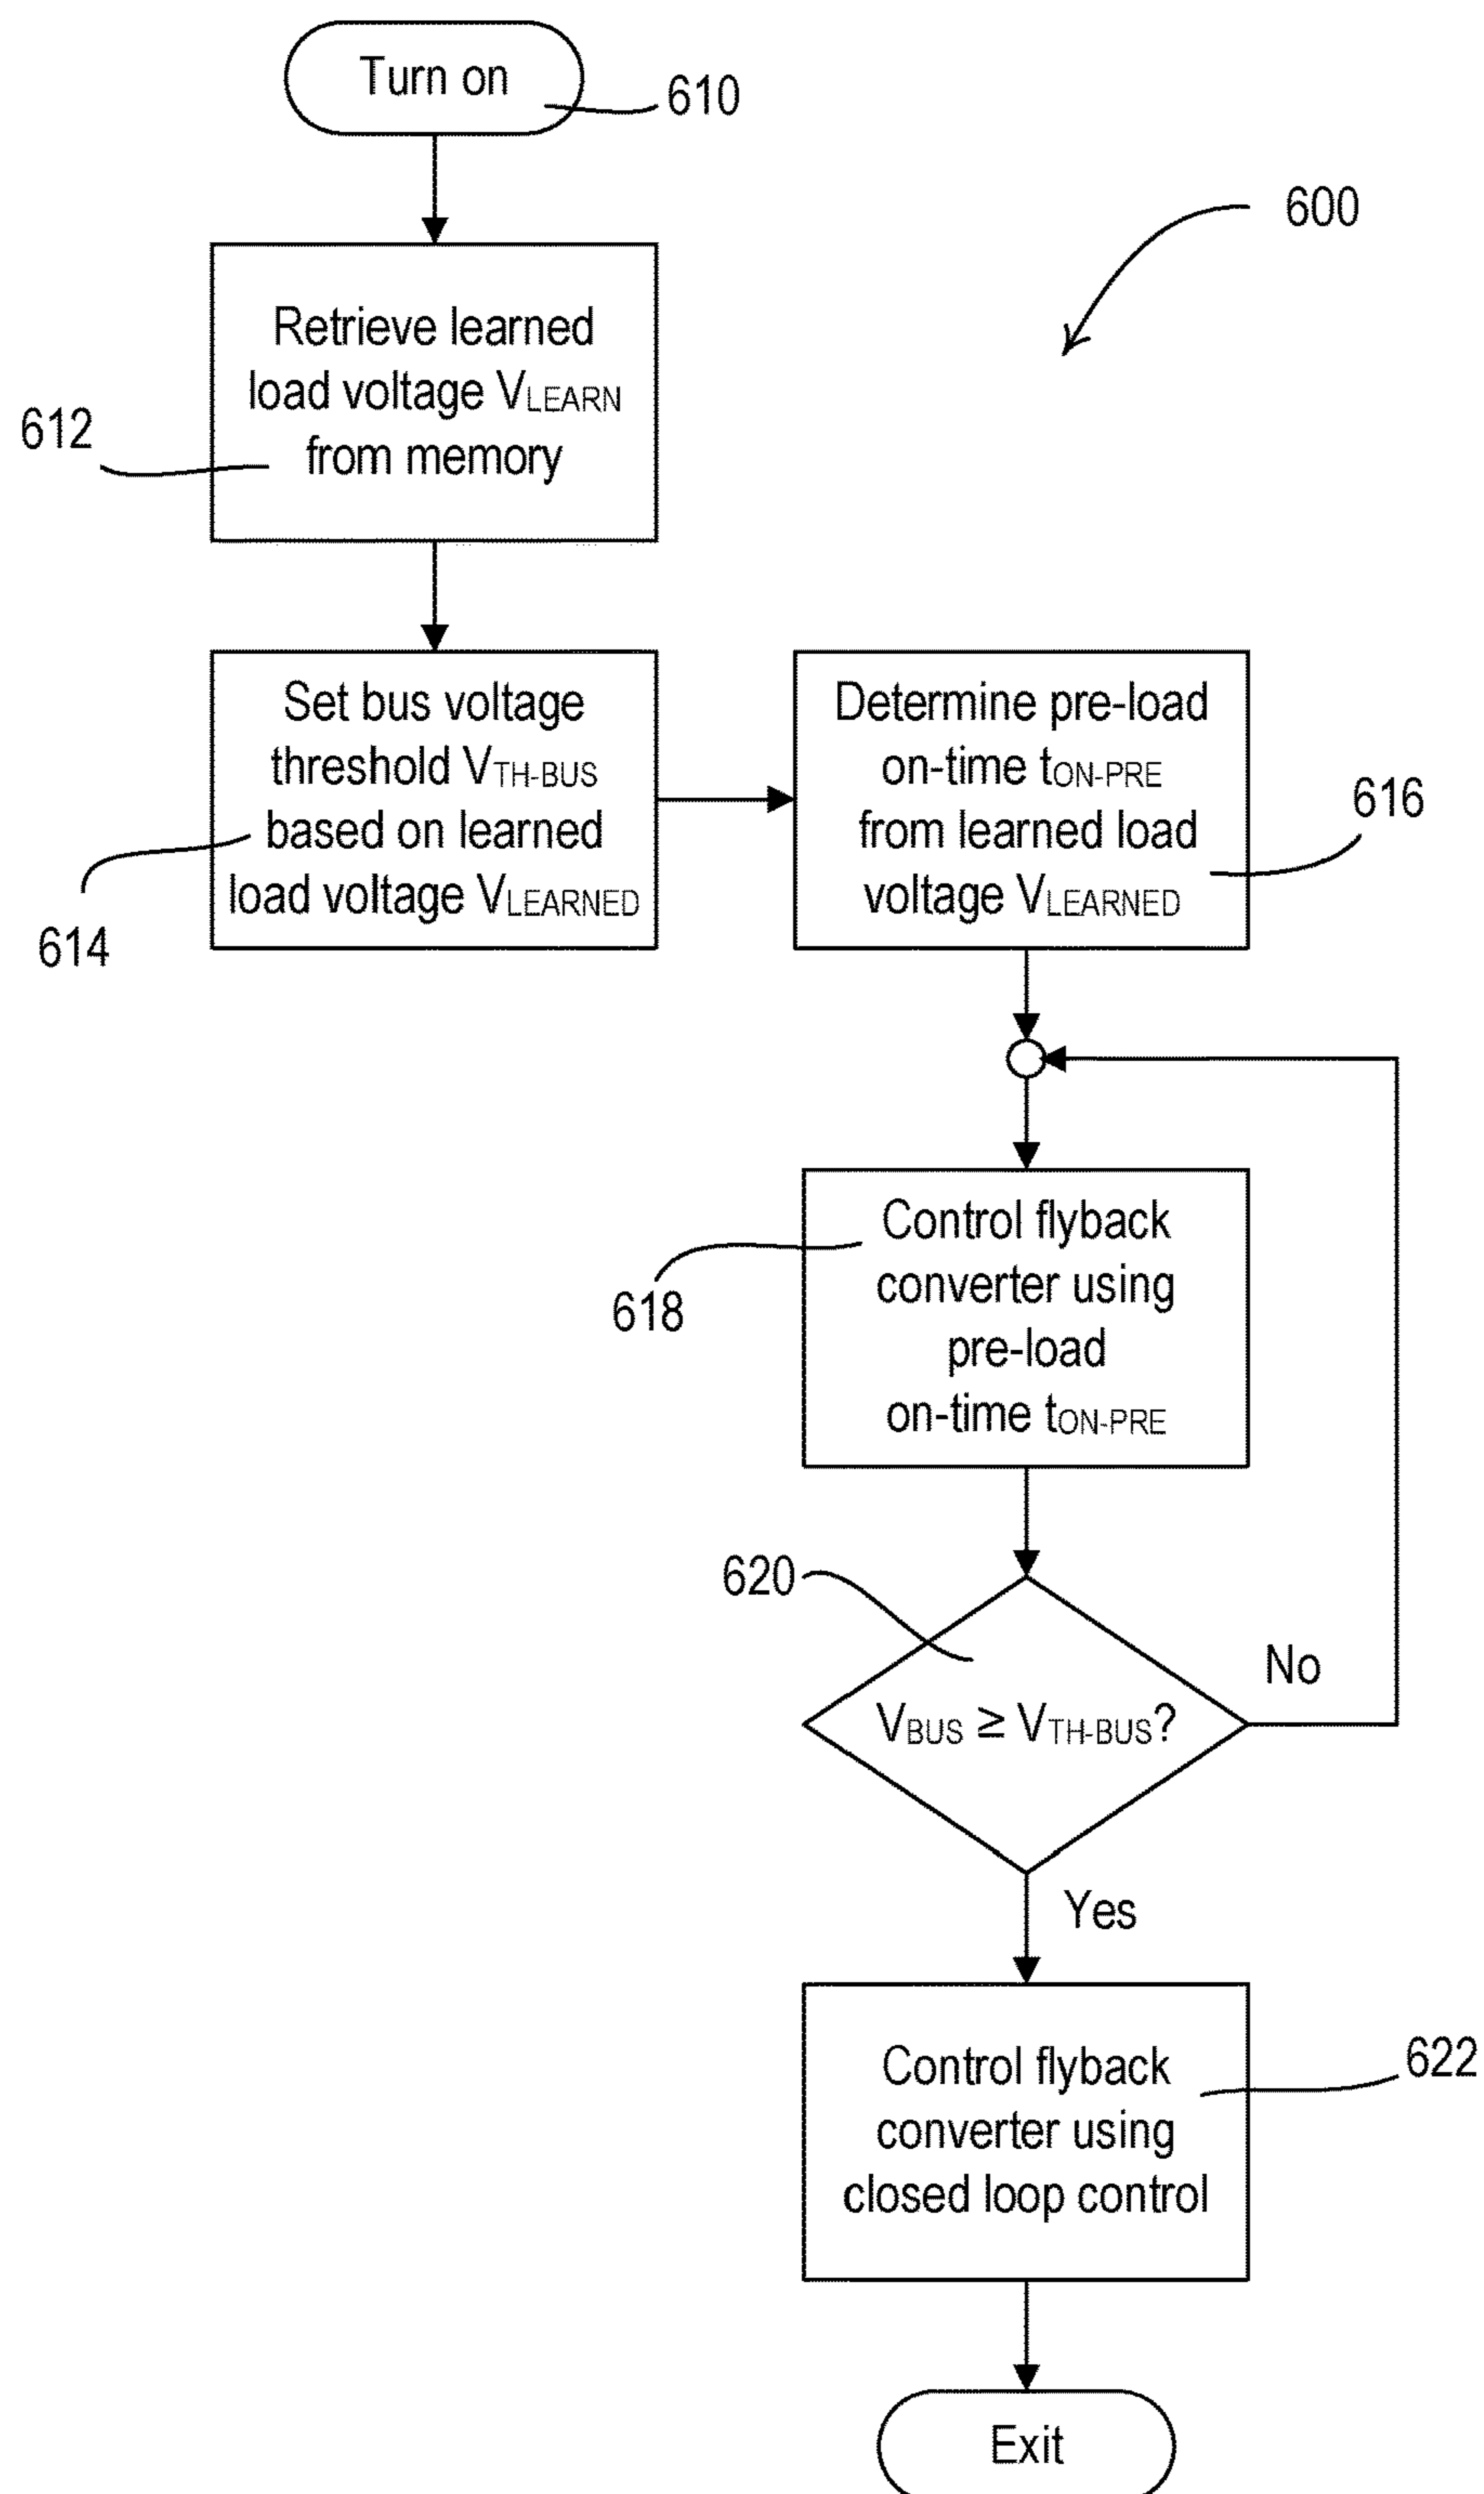 Turn on
610
600
Retrieve learned
load voltage VLEARN
from memory
612
Set bus voltage
threshold VTH-BUS
based on learned
load voltage VLEARNED
614
Determine pre-load
on-time tON-PRE
from learned load
voltage VLEARNED
616
Control flyback
converter using
pre-load
on-time tON-PRE
618
620
VBUS ≥ VTH-BUS?
No
Yes
Control flyback
converter using
closed loop control
622
Exit